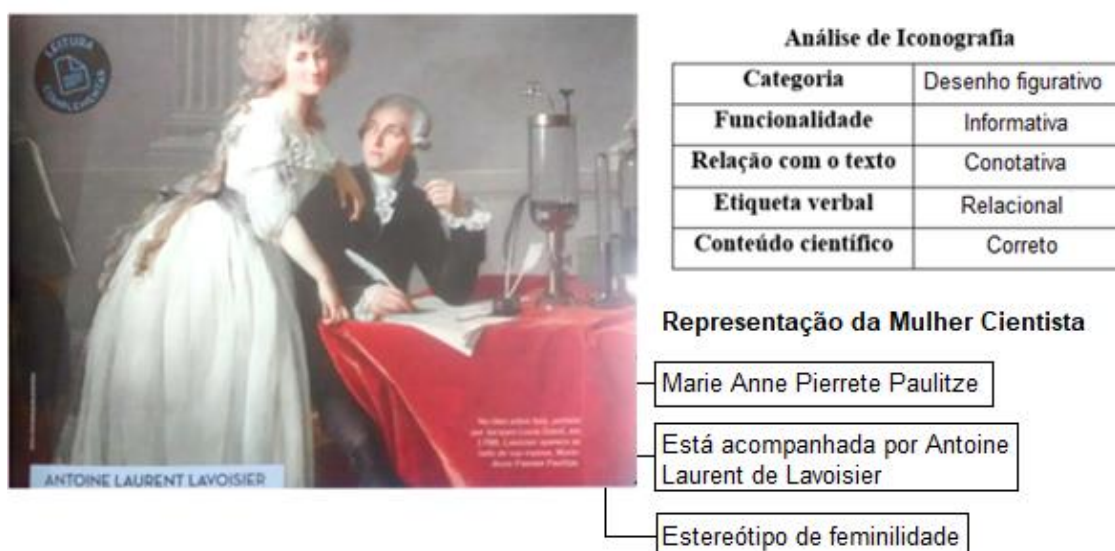 LEITURA
COMPLEMENTAR
ANTOINE LAURENT LAVOISIER
Análise de Iconografia
Categoria Desenho figurativo
Funcionalidade Informativa
Relação com o texto Conotativa
Etiqueta verbal Relacional
Conteúdo científico Correto
Representação da Mulher Cientista
Marie Anne Pierrete Paulitze
Está acompanhada por Antoine
Laurent de Lavoisier
Estereótipo de feminilidade